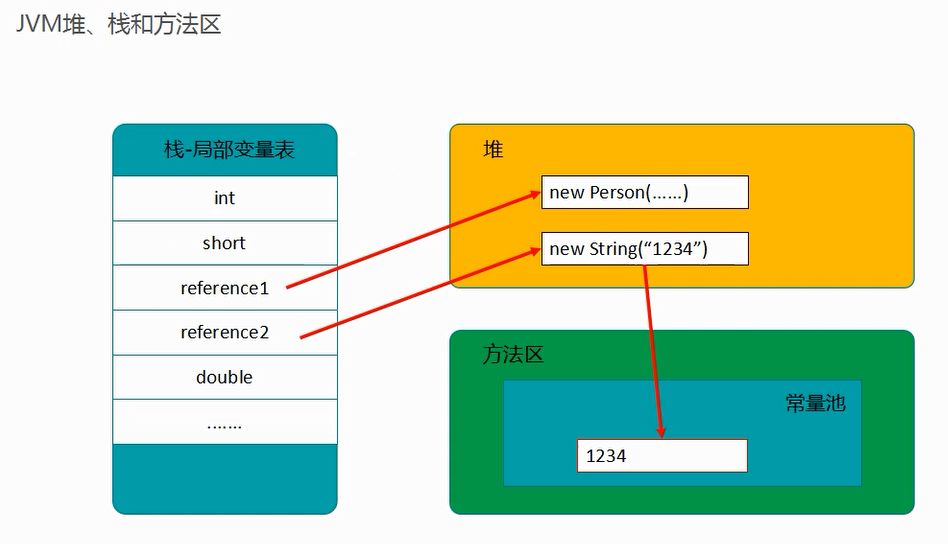 JVM堆、栈和方法区
栈-局部变量表
int
short
reference1
reference2
double
.……
堆
new Person(……)
new String(“1234”)
方法区
常量池
1234